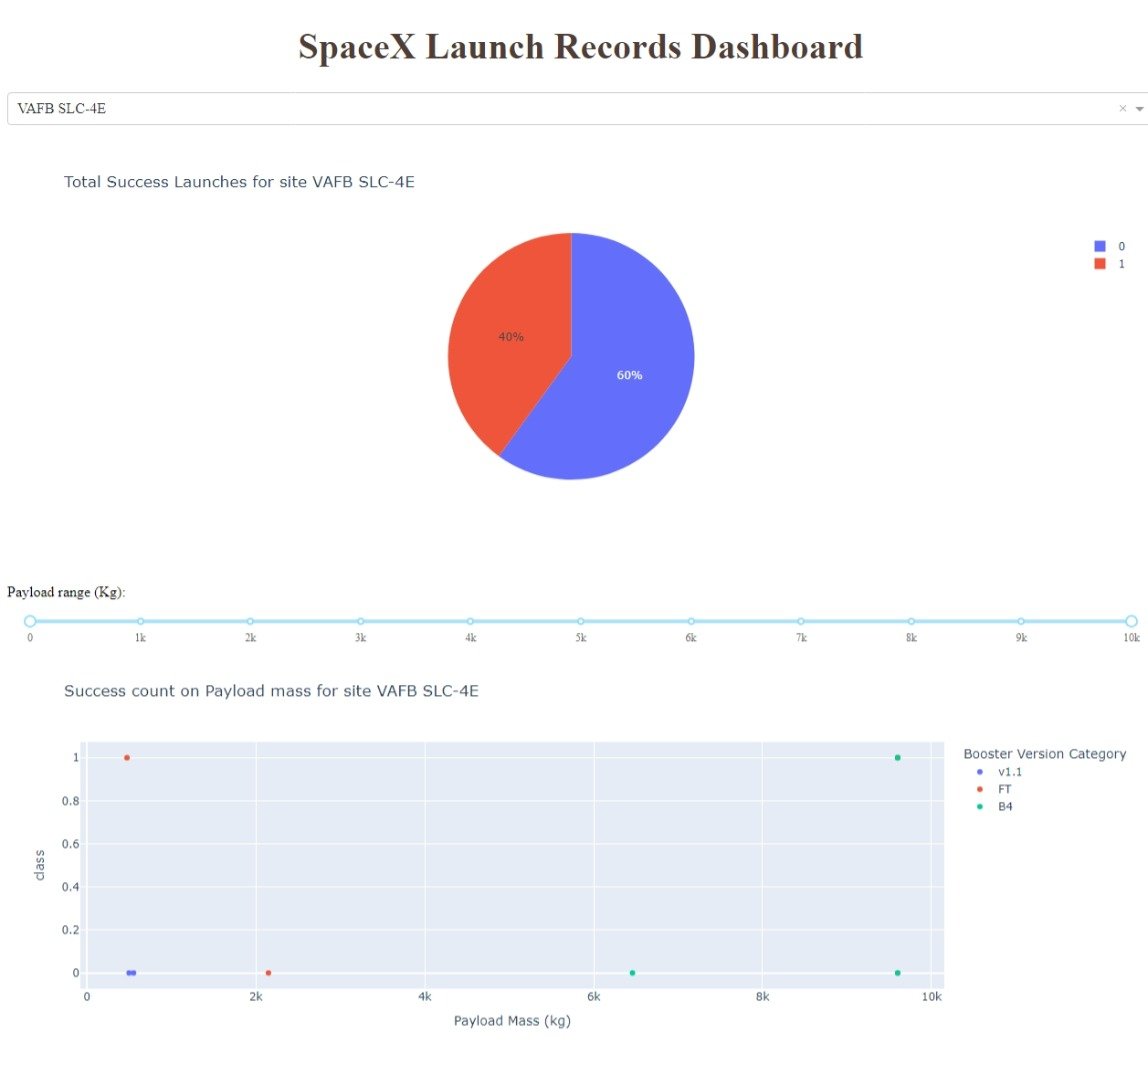 SpaceX Launch Records Dashboard
VAFB SLC-4E
×
Total Success Launches for site VAFB SLC-4E
0
1
40%
60%
Payload range (Kg):
0 1k 2k 3k 4k 5k 6k 7k 8k 9k 10k
Success count on Payload mass for site VAFB SLC-4E
Booster Version Category
v1.1
FT
B4
1
0.8
0.6
0.4
0.2
0
class
0 2k 4k 6k 8k 10k
Payload Mass (kg)